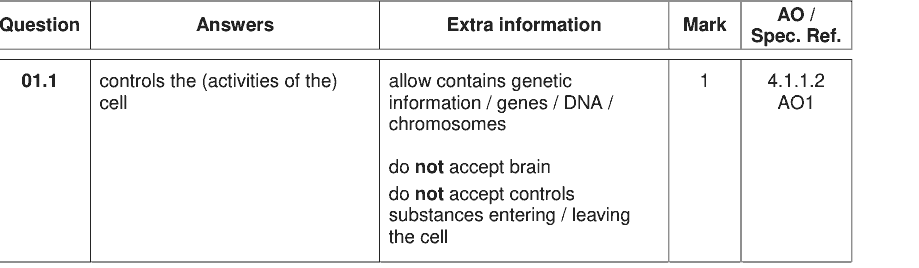 Question Answers Extra information Mark AO /
Spec. Ref.
01.1 controls the (activities of the) allow contains genetic 1 4.1.1.2
cell information / genes / DNA / AO1
chromosomes
do not accept brain
do not accept controls
substances entering / leaving
the cell